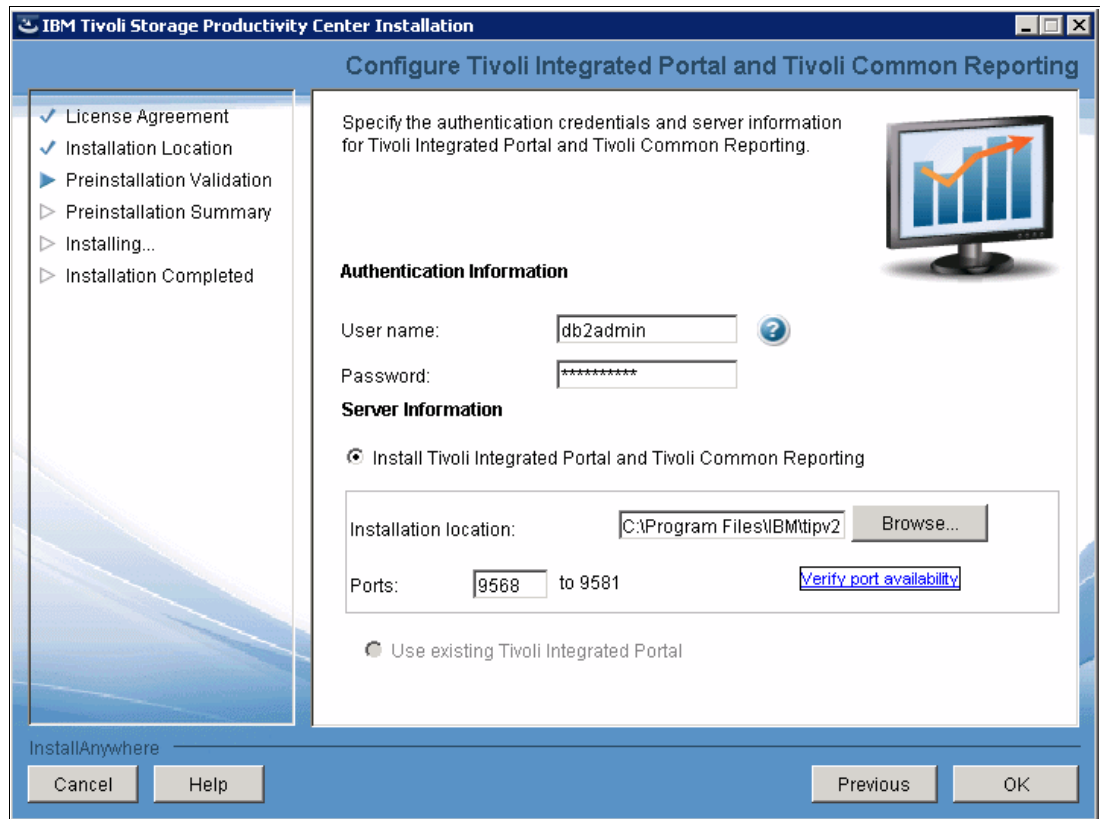 IBM Tivoli Storage Productivity Center Installation
Configure Tivoli Integrated Portal and Tivoli Common Reporting
License Agreement
Installation Location
Preinstallation Validation
Preinstallation Summary
Installing...
Installation Completed
Specify the authentication credentials and server information
for Tivoli Integrated Portal and Tivoli Common Reporting.
Authentication Information
User name: db2admin ?
Password: **********
Server Information
Install Tivoli Integrated Portal and Tivoli Common Reporting
Installation location: C:\Program Files\IBM\tipv2 Browse...
Ports: 9568 to 9581 Verify port availability
Use existing Tivoli Integrated Portal
InstallAnywhere
Cancel Help Previous OK